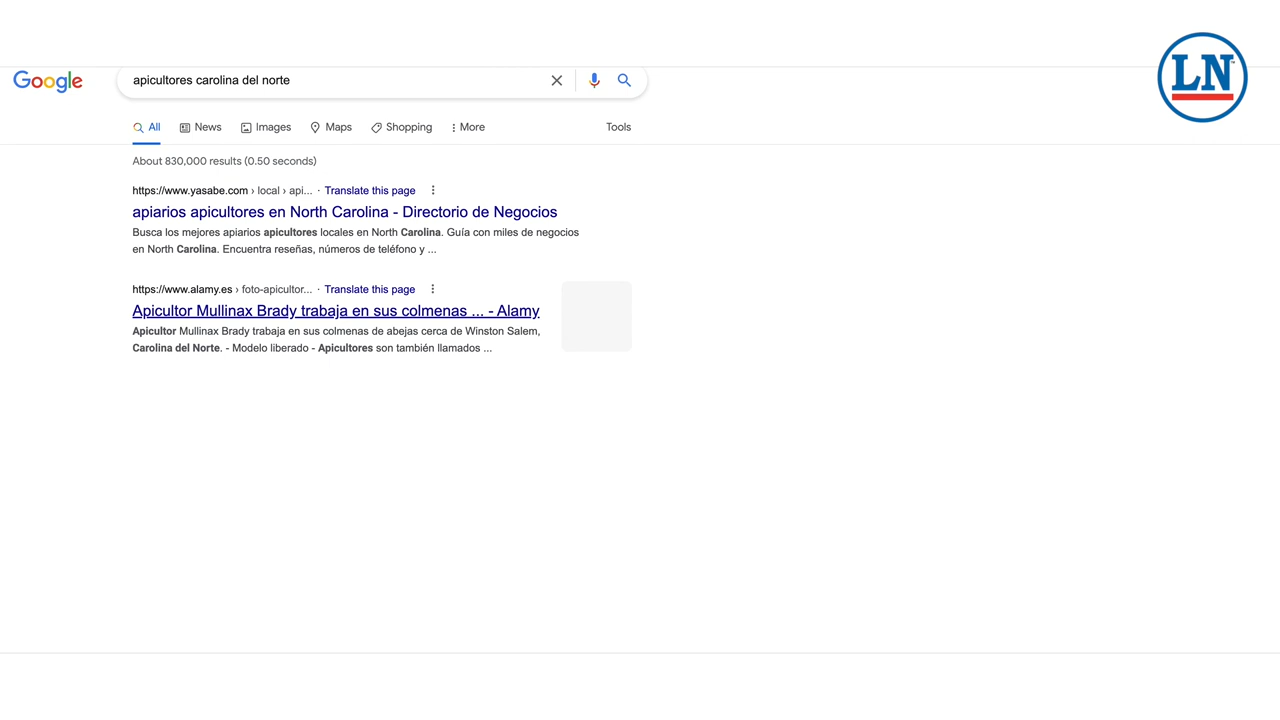 Google
apicultores carolina del norte
LN
All News Images Maps Shopping More Tools
About 830,000 results (0.50 seconds)
https://www.yasabe.com › local › api... · Translate this page
apiarios apicultores en North Carolina - Directorio de Negocios
Busca los mejores apiarios apicultores locales en North Carolina. Guía con miles de negocios
en North Carolina. Encuentra reseñas, números de teléfono y ...
https://www.alamy.es › foto-apicultor... · Translate this page
Apicultor Mullinax Brady trabaja en sus colmenas ... - Alamy
Apicultor Mullinax Brady trabaja en sus colmenas de abejas cerca de Winston Salem,
Carolina del Norte. - Modelo liberado - Apicultores son también llamados ...